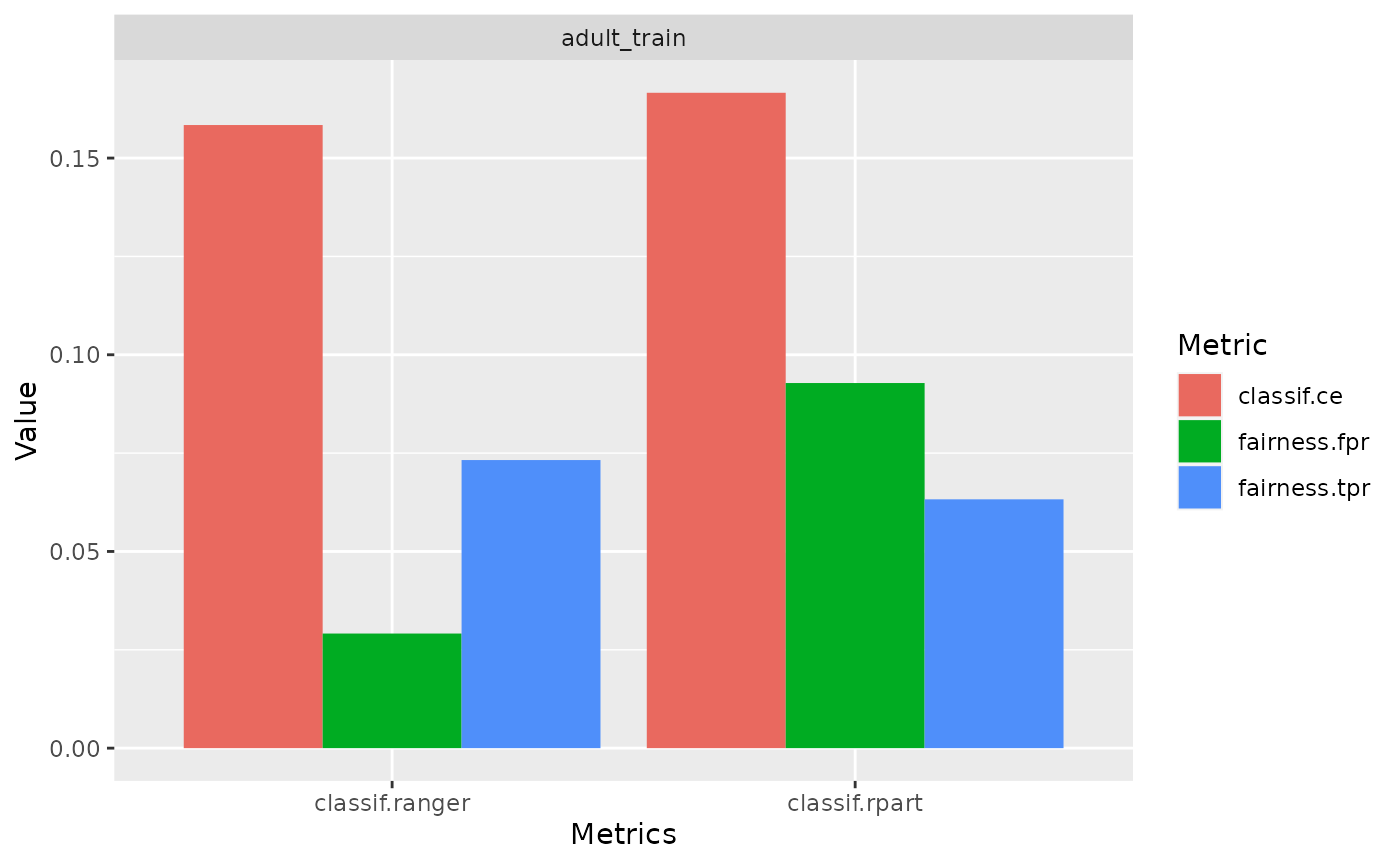 adult_train
0.15
0.10
0.05
0.00
Value
classif.ranger
classif.rpart
Metrics
Metric
classif.ce
fairness.fpr
fairness.tpr